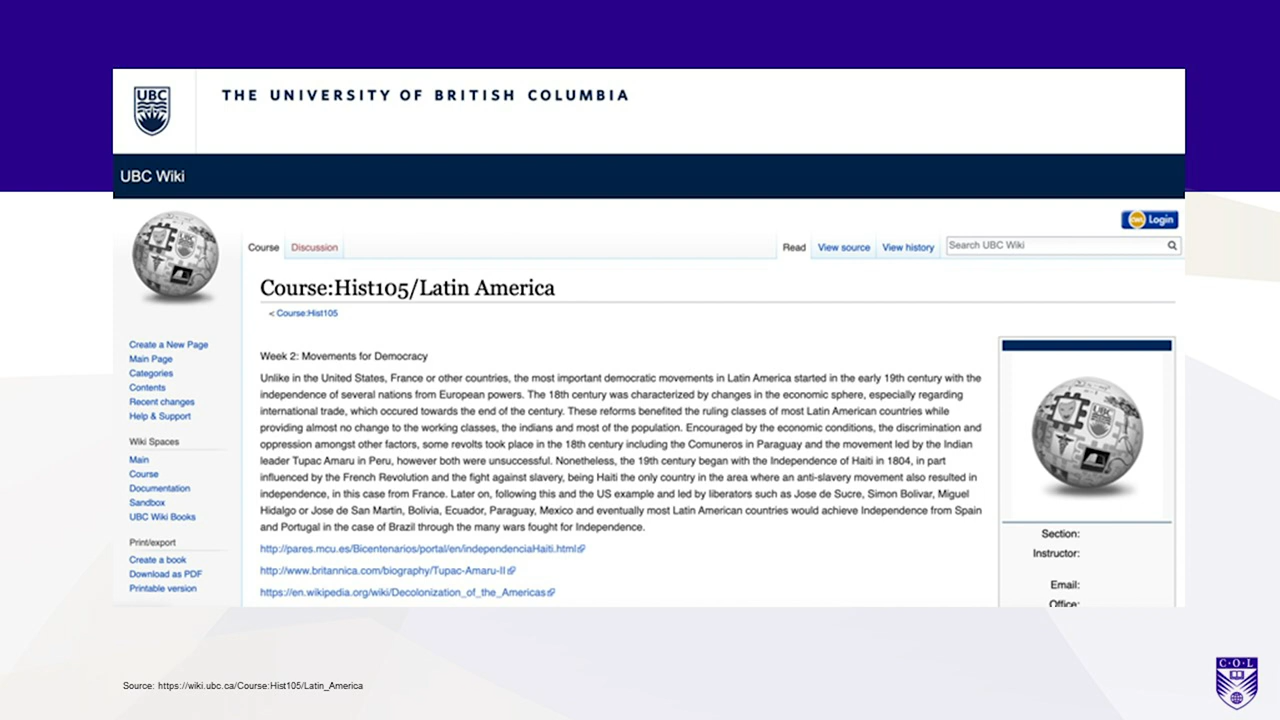 UBC
THE UNIVERSITY OF BRITISH COLUMBIA
UBC Wiki
CWL Login
Course Discussion Read View source View history Search UBC Wiki
Course:Hist105/Latin America
< Course:Hist105
Create a New Page
Main Page
Categories
Contents
Recent changes
Help & Support
Wiki Spaces
Main
Course
Documentation
Sandbox
UBC Wiki Books
Print/export
Create a book
Download as PDF
Printable version
Week 2: Movements for Democracy
Unlike in the United States, France or other countries, the most important democratic movements in Latin America started in the early 19th century with the
independence of several nations from European powers. The 18th century was characterized by changes in the economic sphere, especially regarding
international trade, which occured towards the end of the century. These reforms benefited the ruling classes of most Latin American countries while
providing almost no change to the working classes, the indians and most of the population. Encouraged by the economic conditions, the discrimination and
oppression amongst other factors, some revolts took place in the 18th century including the Comuneros in Paraguay and the movement led by the Indian
leader Tupac Amaru in Peru, however both were unsuccessful. Nonetheless, the 19th century began with the Independence of Haiti in 1804, in part
influenced by the French Revolution and the fight against slavery, being Haiti the only country in the area where an anti-slavery movement also resulted in
independence, in this case from France. Later on, following this and the US example and led by liberators such as Jose de Sucre, Simon Bolivar, Miguel
Hidalgo or Jose de San Martin, Bolivia, Ecuador, Paraguay, Mexico and eventually most Latin American countries would achieve Independence from Spain
and Portugal in the case of Brazil through the many wars fought for Independence.
http://pares.mcu.es/Bicentenarios/portal/en/independenciaHaiti.html
http://www.britannica.com/biography/Tupac-Amaru-II
https://en.wikipedia.org/wiki/Decolonization_of_the_Americas
Section:
Instructor:
Email:
Office:
Source: https://wiki.ubc.ca/Course:Hist105/Latin_America
C·O·L